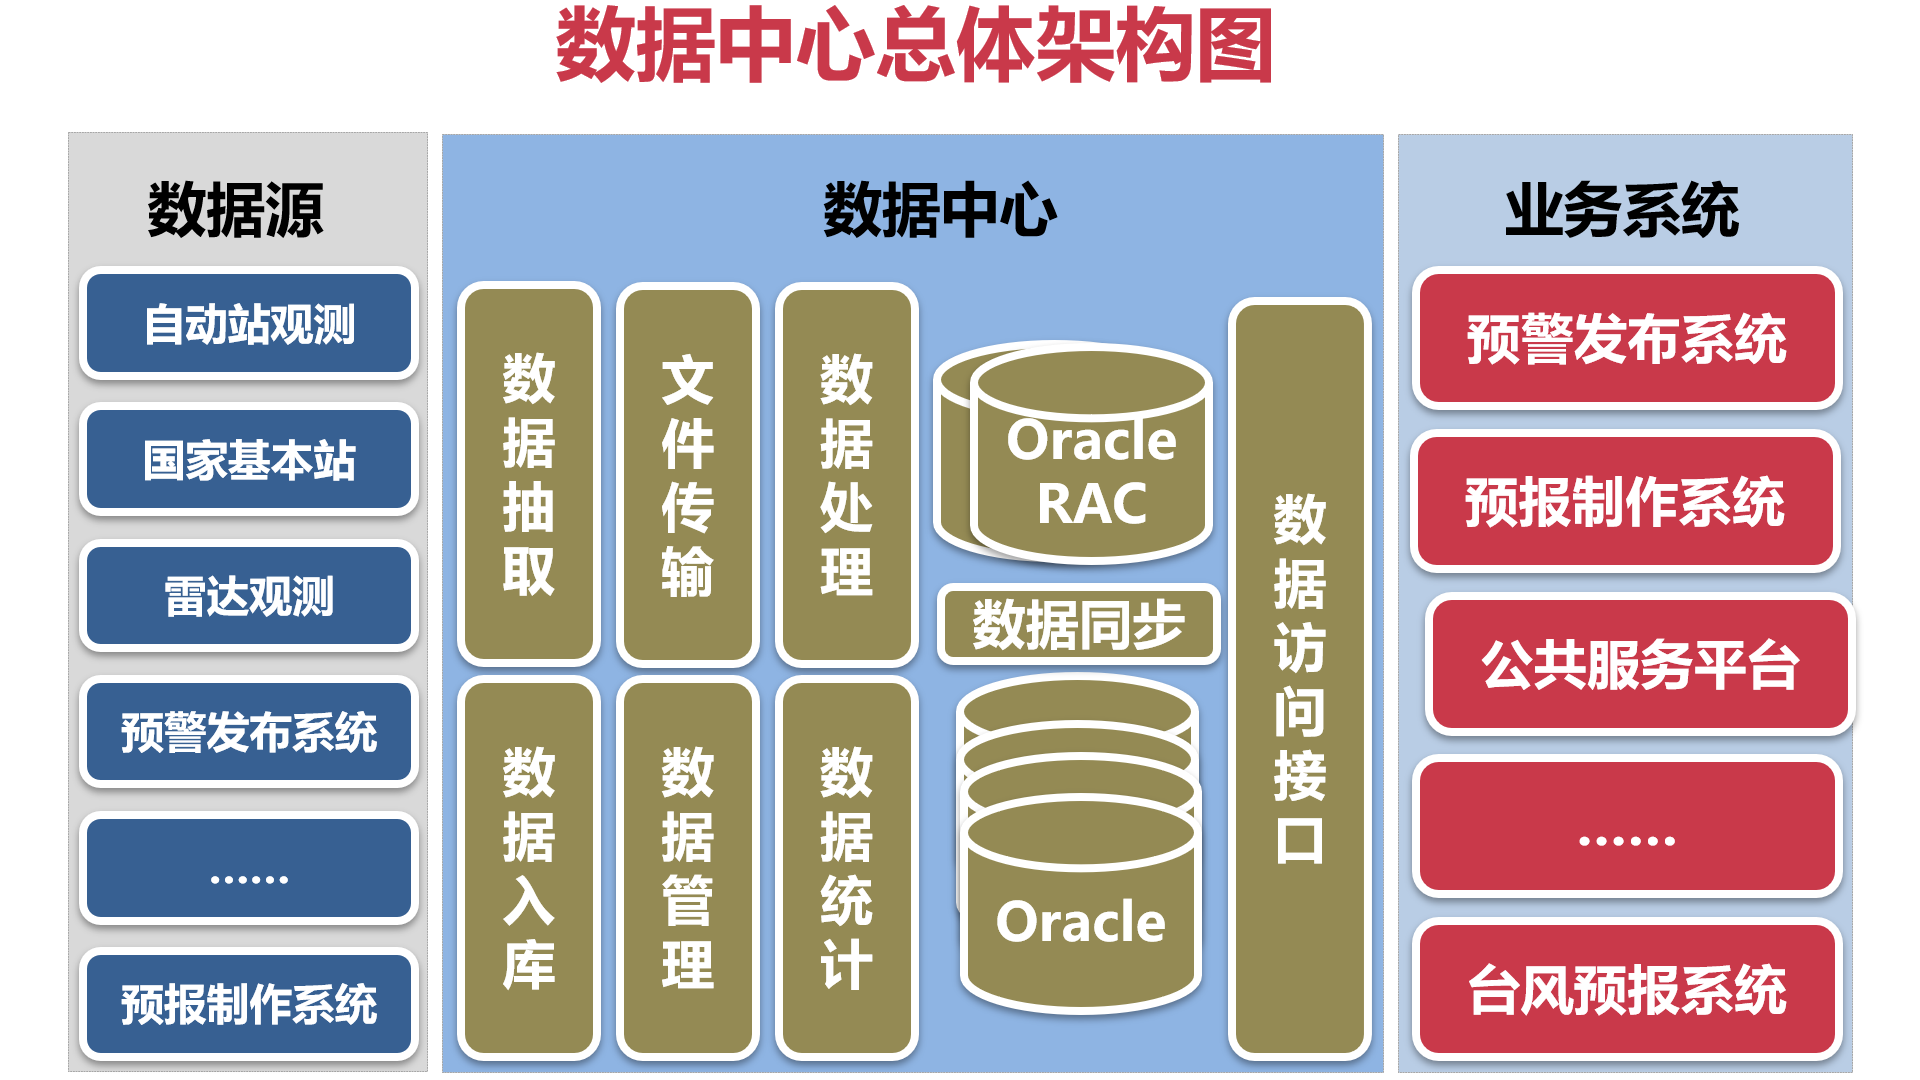 数据中心总体架构图
数据源
自动站观测
国家基本站
雷达观测
预警发布系统
……
预报制作系统
数据中心
数据抽取
文件传输
数据处理
数据入库
数据管理
数据统计
Oracle
RAC
数据同步
Oracle
数据访问接口
业务系统
预警发布系统
预报制作系统
公共服务平台
……
台风预报系统